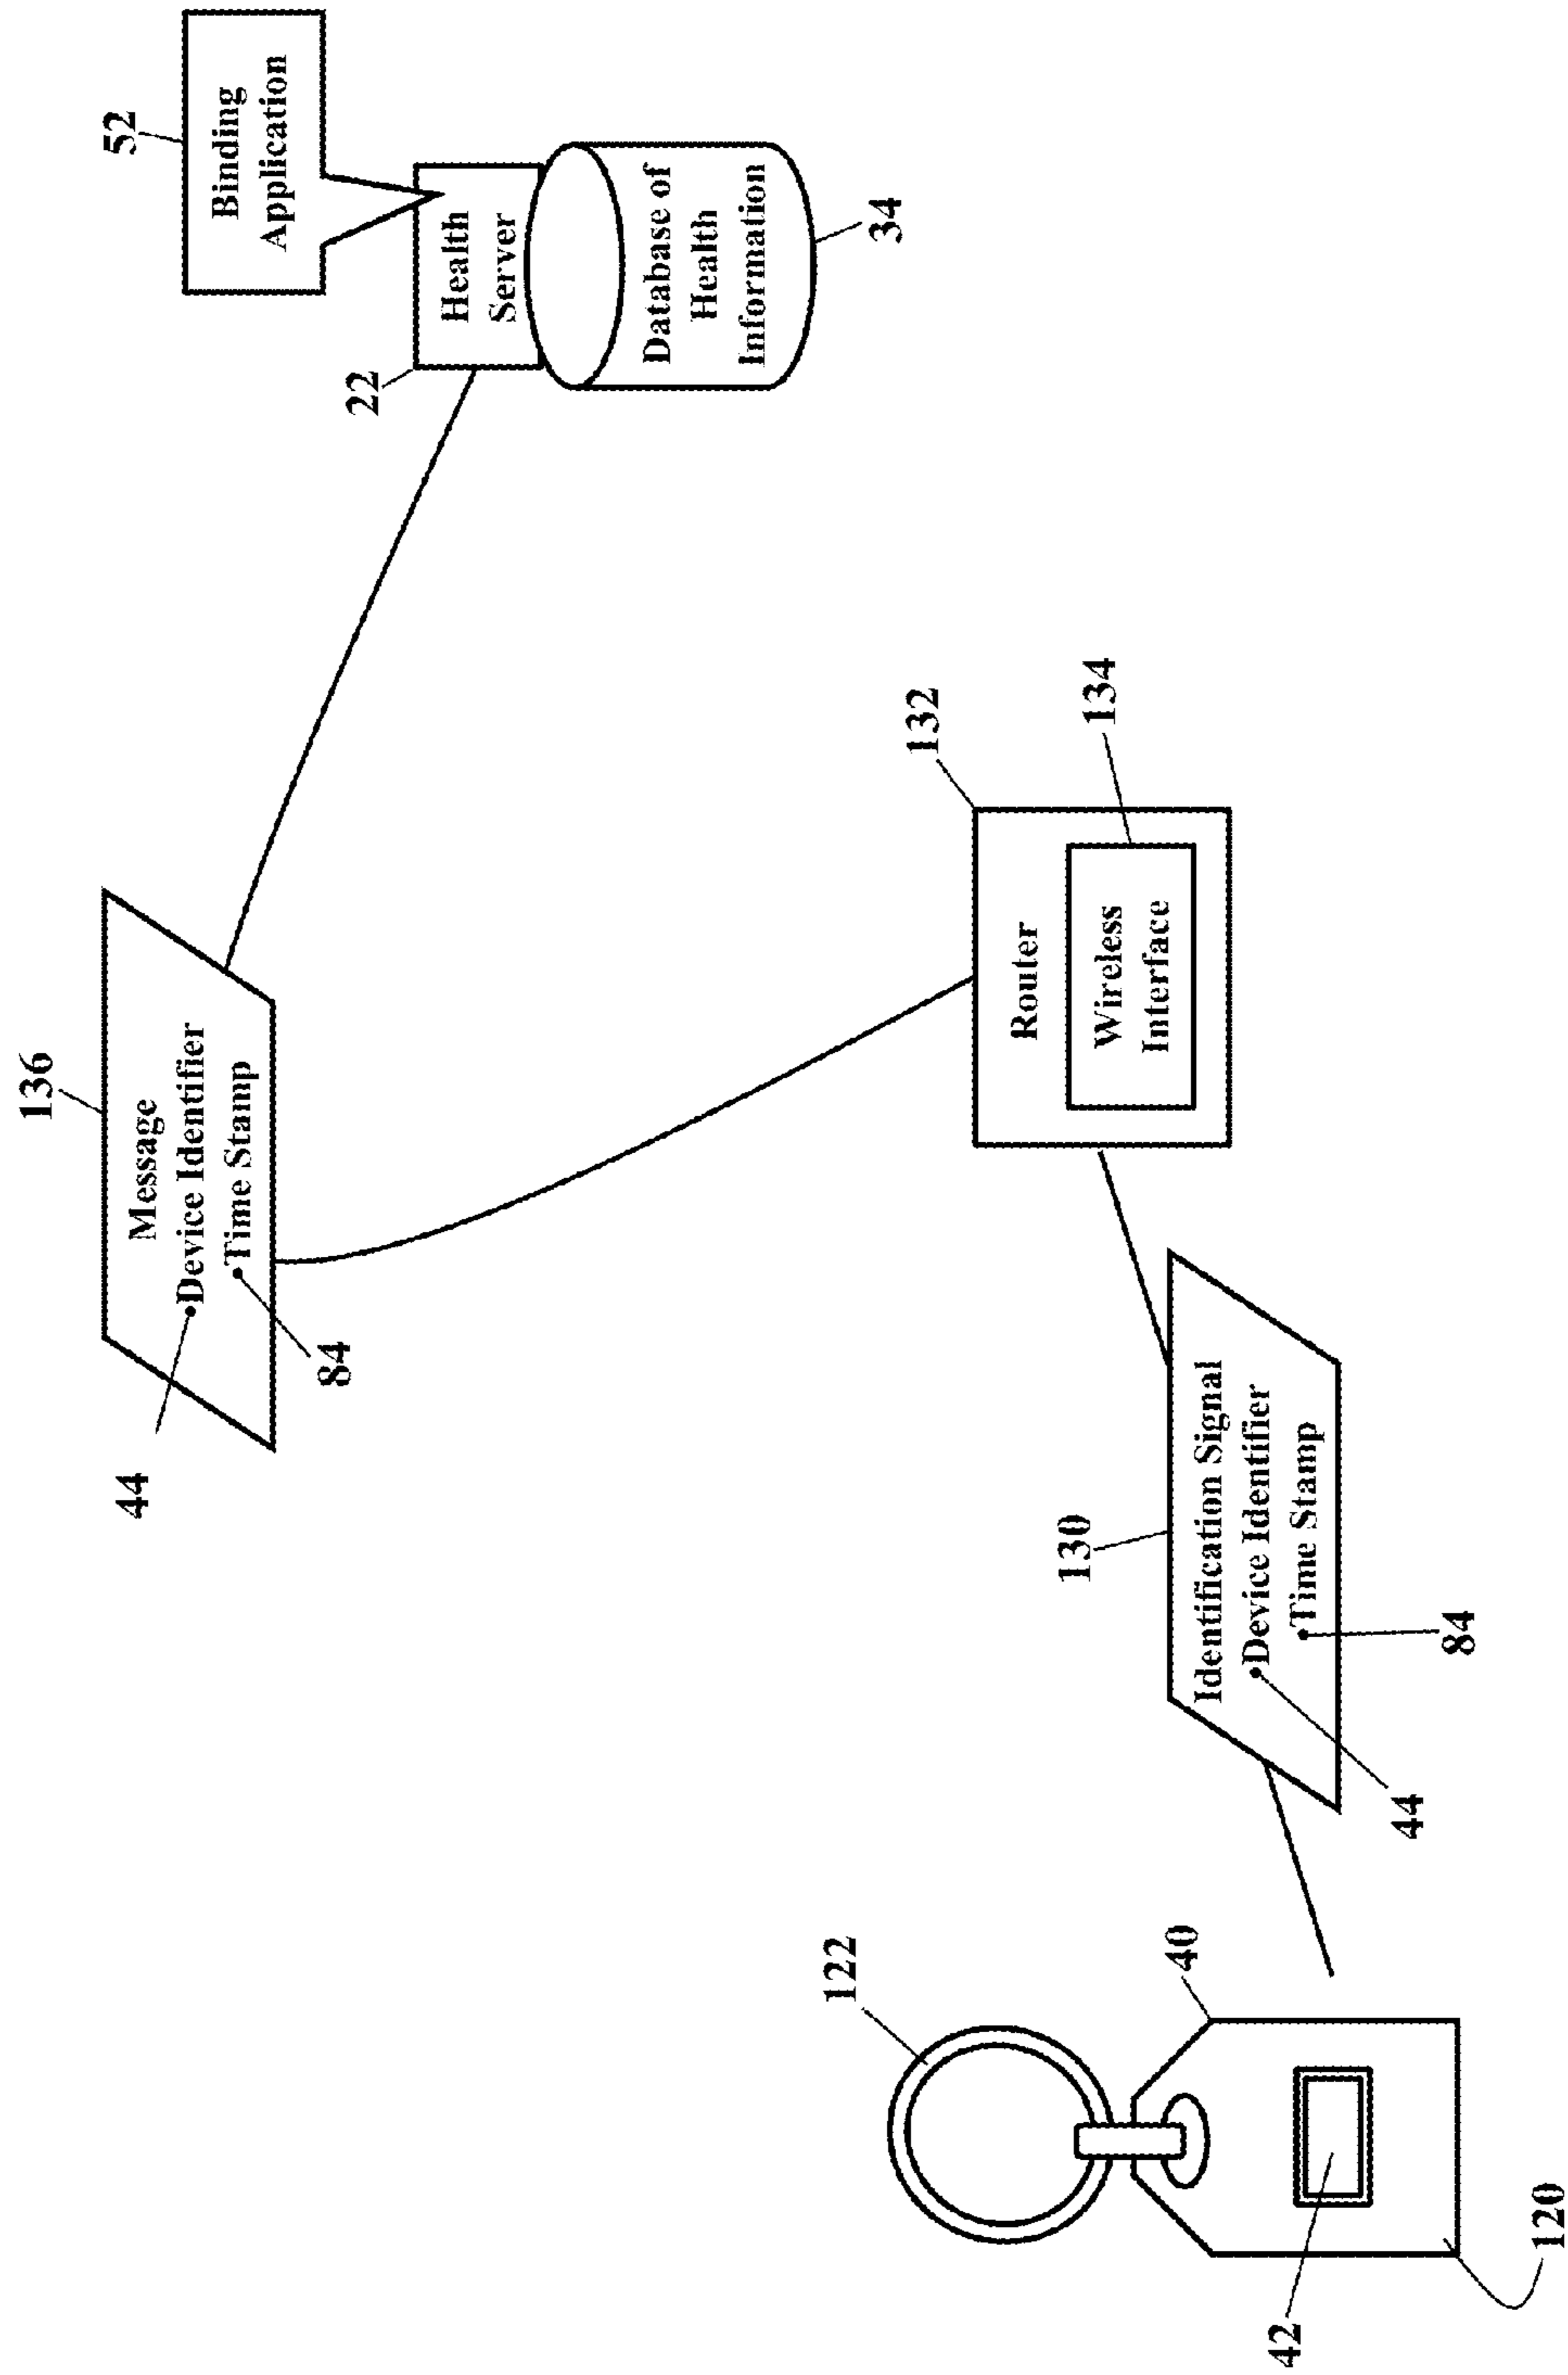 136
Message
•Device Identifier
•Time Stamp
44
84
52
Binding
Application
22
Health
Server
Database of
Health
Information
34
132
Router
134
Wireless
Interface
130
Identification Signal
•Device Identifier
•Time Stamp
44
84
122
40
42
120